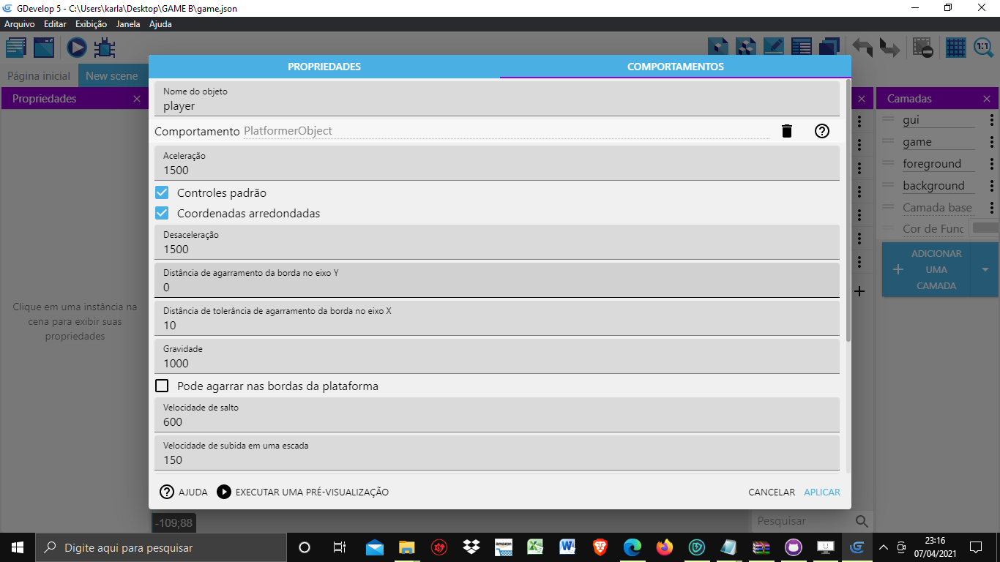 GDevelop 5 - C:\Users\karla\Desktop\GAME B\game.json
Arquivo Editar Exibição Janela Ajuda
1:1
Página inicial New scene
PROPRIEDADES COMPORTAMENTOS
Propriedades
Clique em uma instância na
cena para exibir suas
propriedades
Nome do objeto
player
Comportamento PlatformerObject
Aceleração
1500
Controles padrão
Coordenadas arredondadas
Desaceleração
1500
Distância de agarramento da borda no eixo Y
0
Distância de tolerância de agarramento da borda no eixo X
10
Gravidade
1000
Pode agarrar nas bordas da plataforma
Velocidade de salto
600
Velocidade de subida em uma escada
150
AJUDA EXECUTAR UMA PRÉ-VISUALIZAÇÃO CANCELAR APLICAR
Camadas
gui
game
foreground
background
Camada base
Cor de Func
ADICIONAR
UMA
CAMADA
-109;88
Pesquisar
Digite aqui para pesquisar
amazon
23:16
07/04/2021